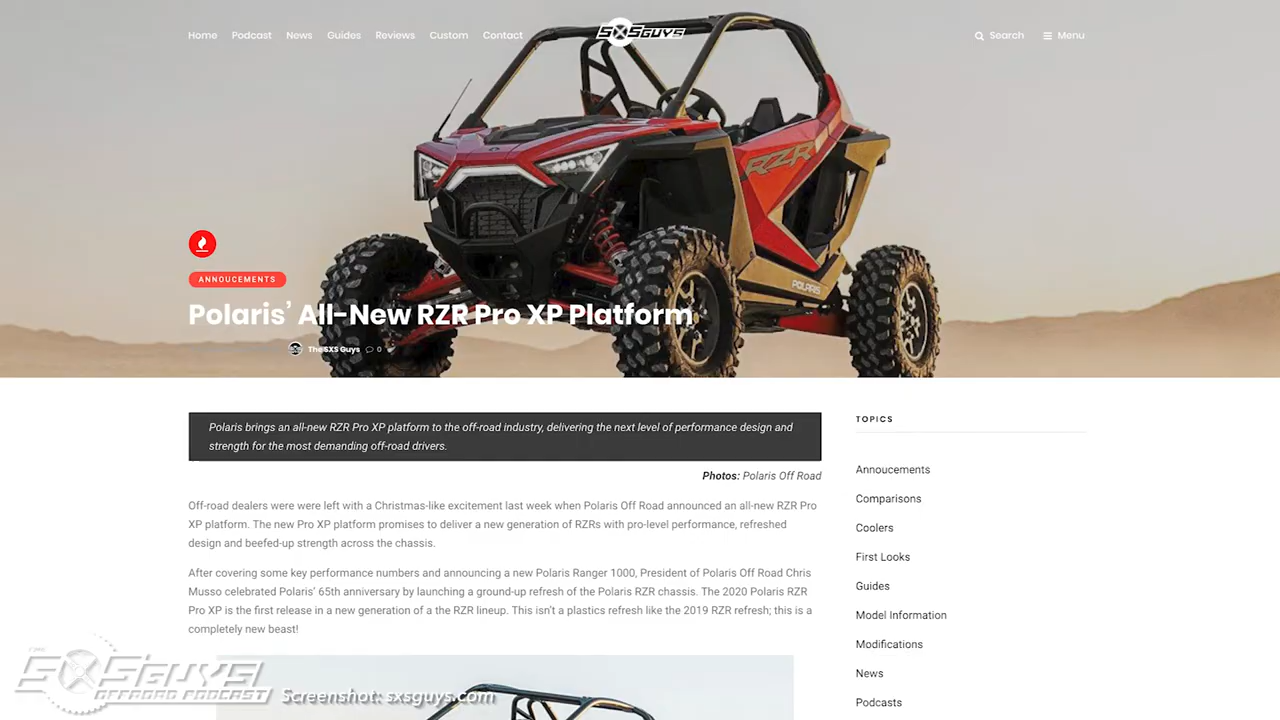 Home Podcast News Guides Reviews Custom Contact
SXSGUYS
Search Menu
RZR
POLARIS
ANNOUCEMENTS
Polaris’ All-New RZR Pro XP Platform
The SXS Guys 0
Polaris brings an all-new RZR Pro XP platform to the off-road industry, delivering the next level of performance design and
strength for the most demanding off-road drivers.
Photos: Polaris Off Road
Off-road dealers were were left with a Christmas-like excitement last week when Polaris Off Road announced an all-new RZR Pro
XP platform. The new Pro XP platform promises to deliver a new generation of RZRs with pro-level performance, refreshed
design and beefed-up strength across the chassis.
After covering some key performance numbers and announcing a new Polaris Ranger 1000, President of Polaris Off Road Chris
Musso celebrated Polaris’ 65th anniversary by launching a ground-up refresh of the Polaris RZR chassis. The 2020 Polaris RZR
Pro XP is the first release in a new generation of a the RZR lineup. This isn’t a plastics refresh like the 2019 RZR refresh; this is a
completely new beast!
TOPICS
Annoucements
Comparisons
Coolers
First Looks
Guides
Model Information
Modifications
News
Podcasts
THE
SXSGUYS
OFFROAD PODCAST
Screenshot: sxsguys.com